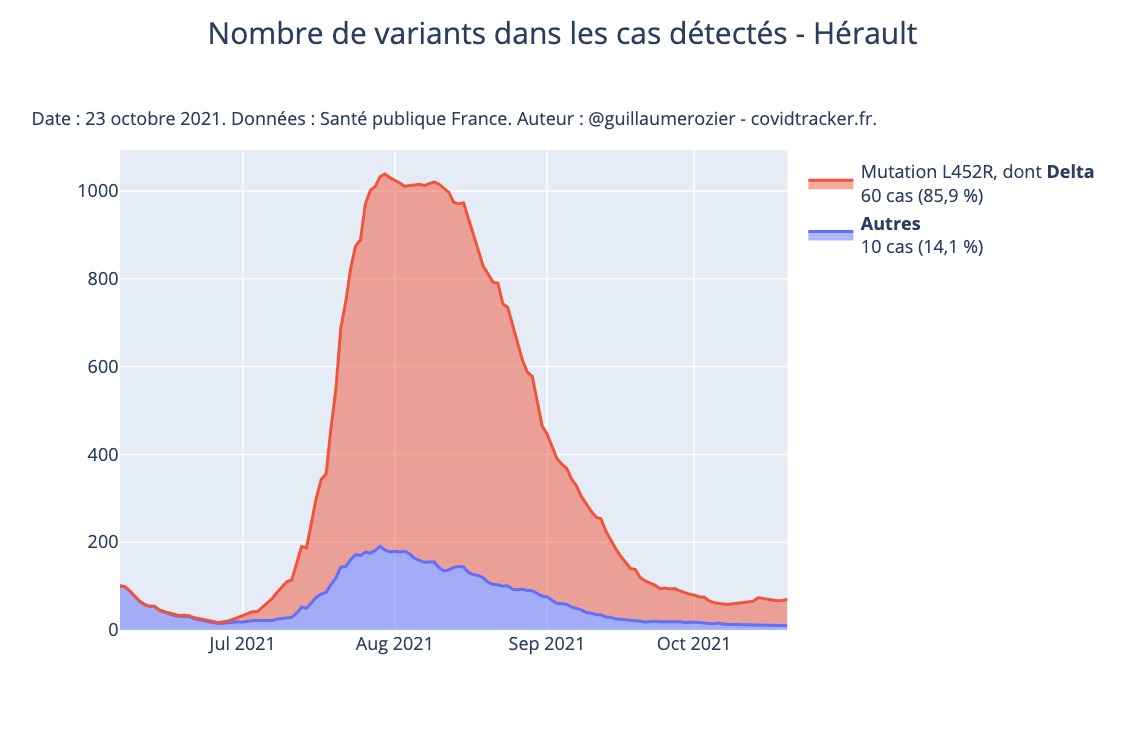 Nombre de variants dans les cas détectés - Hérault
Date : 23 octobre 2021. Données : Santé publique France. Auteur : @guillaumerozier - covidtracker.fr.
Mutation L452R, dont Delta
60 cas (85,9 %)
Autres
10 cas (14,1 %)
1000
800
600
400
200
0
Jul 2021
Aug 2021
Sep 2021
Oct 2021